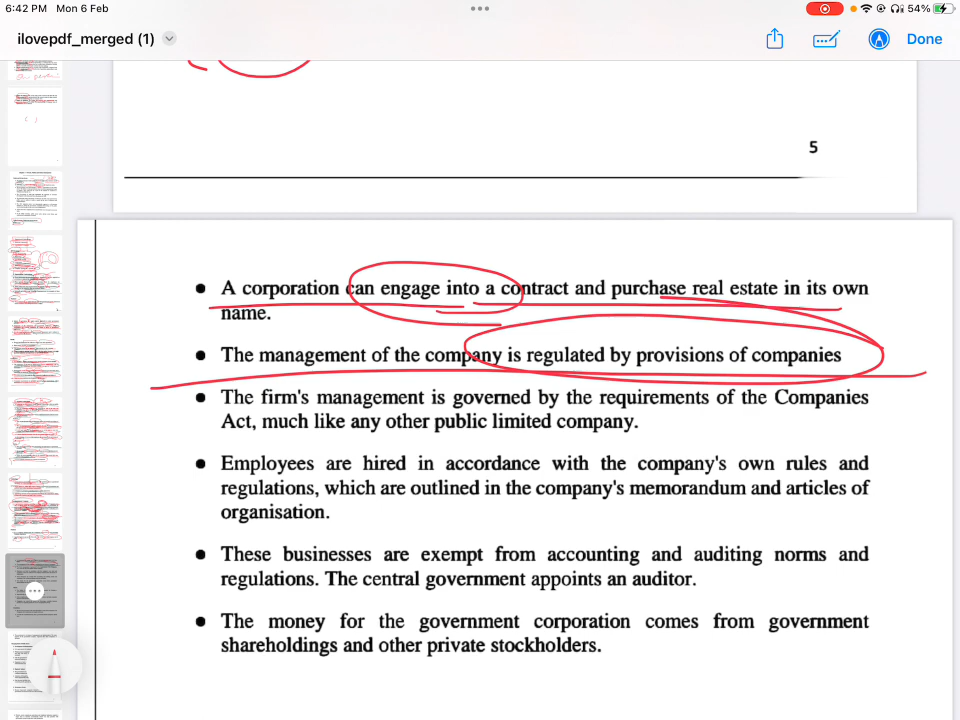 6:42 PM Mon 6 Feb
54%
ilovepdf_merged (1)
Done
5
● A corporation can engage into a contract and purchase real estate in its own
name.
● The management of the company is regulated by provisions of companies
● The firm's management is governed by the requirements of the Companies
Act, much like any other public limited company.
● Employees are hired in accordance with the company's own rules and
regulations, which are outlined in the company's memorandum and articles of
organisation.
● These businesses are exempt from accounting and auditing norms and
regulations. The central government appoints an auditor.
● The money for the government corporation comes from government
shareholdings and other private stockholders.